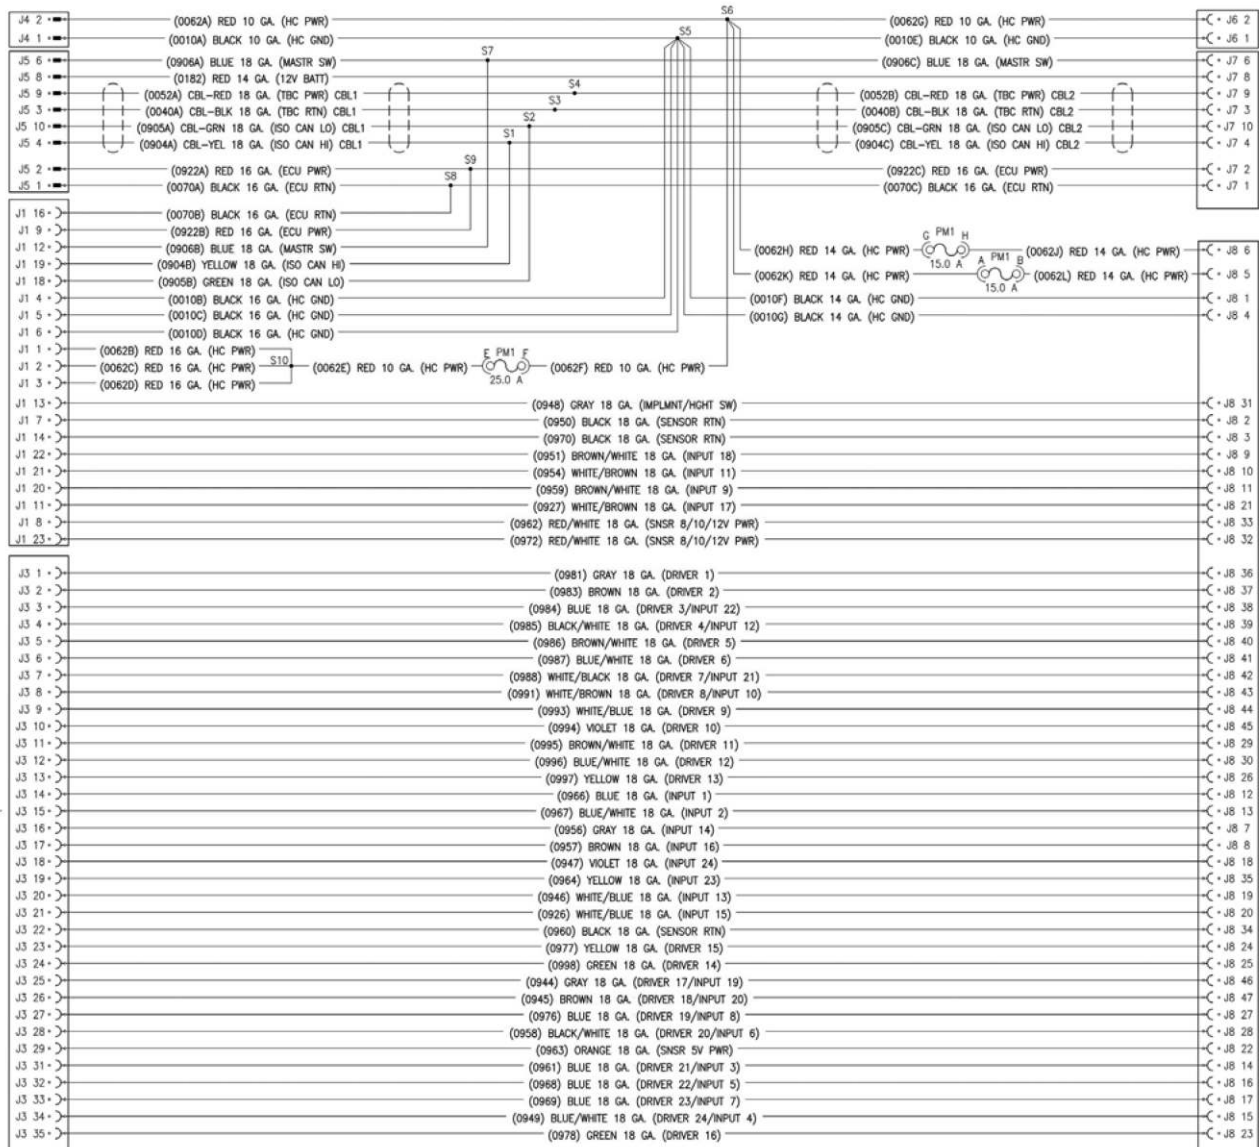 S6
J4 2 (0062A) RED 10 GA. (HC PWR) (0062G) RED 10 GA. (HC PWR) J6 2
J4 1 (0010A) BLACK 10 GA. (HC GND) S5 (0010E) BLACK 10 GA. (HC GND) J6 1
S7
J5 6 (0906A) BLUE 18 GA. (MASTR SW) (0906C) BLUE 18 GA. (MASTR SW) J7 6
J5 8 (0182) RED 14 GA. (12V BATT) J7 8
S4
J5 9 (0052A) CBL-RED 18 GA. (TBC PWR) CBL1 (0052B) CBL-RED 18 GA. (TBC PWR) CBL2 J7 9
S3
J5 3 (0040A) CBL-BLK 18 GA. (TBC RTN) CBL1 (0040B) CBL-BLK 18 GA. (TBC RTN) CBL2 J7 3
S2
J5 10 (0905A) CBL-GRN 18 GA. (ISO CAN LO) CBL1 (0905C) CBL-GRN 18 GA. (ISO CAN LO) CBL2 J7 10
S1
J5 4 (0904A) CBL-YEL 18 GA. (ISO CAN HI) CBL1 (0904C) CBL-YEL 18 GA. (ISO CAN HI) CBL2 J7 4
S9
J5 2 (0922A) RED 16 GA. (ECU PWR) (0922C) RED 16 GA. (ECU PWR) J7 2
S8
J5 1 (0070A) BLACK 16 GA. (ECU RTN) (0070C) BLACK 16 GA. (ECU RTN) J7 1
J1 16 (0070B) BLACK 16 GA. (ECU RTN)
J1 9 (0922B) RED 16 GA. (ECU PWR)
J1 12 (0906B) BLUE 18 GA. (MASTR SW)
G PM1 H
(0062H) RED 14 GA. (HC PWR) 15.0 A (0062J) RED 14 GA. (HC PWR) J8 6
J1 19 (0904B) YELLOW 18 GA. (ISO CAN HI)
A PM1 B
(0062K) RED 14 GA. (HC PWR) 15.0 A (0062L) RED 14 GA. (HC PWR) J8 5
J1 18 (0905B) GREEN 18 GA. (ISO CAN LO)
J1 4 (0010B) BLACK 16 GA. (HC GND) (0010F) BLACK 14 GA. (HC GND) J8 1
J1 5 (0010C) BLACK 16 GA. (HC GND) (0010G) BLACK 14 GA. (HC GND) J8 4
J1 6 (0010D) BLACK 16 GA. (HC GND)
J1 1 (0062B) RED 16 GA. (HC PWR)
S10 E PM1 F
J1 2 (0062C) RED 16 GA. (HC PWR) (0062E) RED 10 GA. (HC PWR) 25.0 A (0062F) RED 10 GA. (HC PWR)
J1 3 (0062D) RED 16 GA. (HC PWR)
J1 13 (0948) GRAY 18 GA. (IMPLMNT/HGHT SW) J8 31
J1 7 (0950) BLACK 18 GA. (SENSOR RTN) J8 2
J1 14 (0970) BLACK 18 GA. (SENSOR RTN) J8 3
J1 22 (0951) BROWN/WHITE 18 GA. (INPUT 18) J8 9
J1 21 (0954) WHITE/BROWN 18 GA. (INPUT 11) J8 10
J1 20 (0959) BROWN/WHITE 18 GA. (INPUT 9) J8 11
J1 11 (0927) WHITE/BROWN 18 GA. (INPUT 17) J8 21
J1 8 (0962) RED/WHITE 18 GA. (SNSR 8/10/12V PWR) J8 33
J1 23 (0972) RED/WHITE 18 GA. (SNSR 8/10/12V PWR) J8 32
J3 1 (0981) GRAY 18 GA. (DRIVER 1) J8 36
J3 2 (0983) BROWN 18 GA. (DRIVER 2) J8 37
J3 3 (0984) BLUE 18 GA. (DRIVER 3/INPUT 22) J8 38
J3 4 (0985) BLACK/WHITE 18 GA. (DRIVER 4/INPUT 12) J8 39
J3 5 (0986) BROWN/WHITE 18 GA. (DRIVER 5) J8 40
J3 6 (0987) BLUE/WHITE 18 GA. (DRIVER 6) J8 41
J3 7 (0988) WHITE/BLACK 18 GA. (DRIVER 7/INPUT 21) J8 42
J3 8 (0991) WHITE/BROWN 18 GA. (DRIVER 8/INPUT 10) J8 43
J3 9 (0993) WHITE/BLUE 18 GA. (DRIVER 9) J8 44
J3 10 (0994) VIOLET 18 GA. (DRIVER 10) J8 45
J3 11 (0995) BROWN/WHITE 18 GA. (DRIVER 11) J8 29
J3 12 (0996) BLUE/WHITE 18 GA. (DRIVER 12) J8 30
J3 13 (0997) YELLOW 18 GA. (DRIVER 13) J8 26
J3 14 (0966) BLUE 18 GA. (INPUT 1) J8 12
J3 15 (0967) BLUE/WHITE 18 GA. (INPUT 2) J8 13
J3 16 (0956) GRAY 18 GA. (INPUT 14) J8 7
J3 17 (0957) BROWN 18 GA. (INPUT 16) J8 8
J3 18 (0947) VIOLET 18 GA. (INPUT 24) J8 18
J3 19 (0964) YELLOW 18 GA. (INPUT 23) J8 35
J3 20 (0946) WHITE/BLUE 18 GA. (INPUT 13) J8 19
J3 21 (0926) WHITE/BLUE 18 GA. (INPUT 15) J8 20
J3 22 (0960) BLACK 18 GA. (SENSOR RTN) J8 34
J3 23 (0977) YELLOW 18 GA. (DRIVER 15) J8 24
J3 24 (0998) GREEN 18 GA. (DRIVER 14) J8 25
J3 25 (0944) GRAY 18 GA. (DRIVER 17/INPUT 19) J8 46
J3 26 (0945) BROWN 18 GA. (DRIVER 18/INPUT 20) J8 47
J3 27 (0976) BLUE 18 GA. (DRIVER 19/INPUT 8) J8 27
J3 28 (0958) BLACK/WHITE 18 GA. (DRIVER 20/INPUT 6) J8 28
J3 29 (0963) ORANGE 18 GA. (SNSR 5V PWR) J8 22
J3 31 (0961) BLUE 18 GA. (DRIVER 21/INPUT 3) J8 14
J3 32 (0968) BLUE 18 GA. (DRIVER 22/INPUT 5) J8 16
J3 33 (0969) BLUE 18 GA. (DRIVER 23/INPUT 7) J8 17
J3 34 (0949) BLUE/WHITE 18 GA. (DRIVER 24/INPUT 4) J8 15
J3 35 (0978) GREEN 18 GA. (DRIVER 16) J8 23